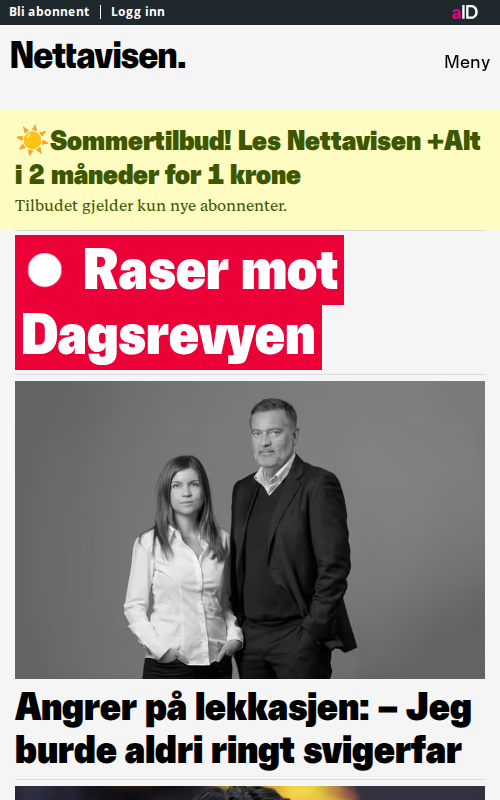 Bli abonnent | Logg inn
aID
Nettavisen.
Meny
☀️Sommertilbud! Les Nettavisen +Alt
i 2 måneder for 1 krone
Tilbudet gjelder kun nye abonnenter.
Raser mot
Dagsrevyen
Angrer på lekkasjen: – Jeg
burde aldri ringt svigerfar